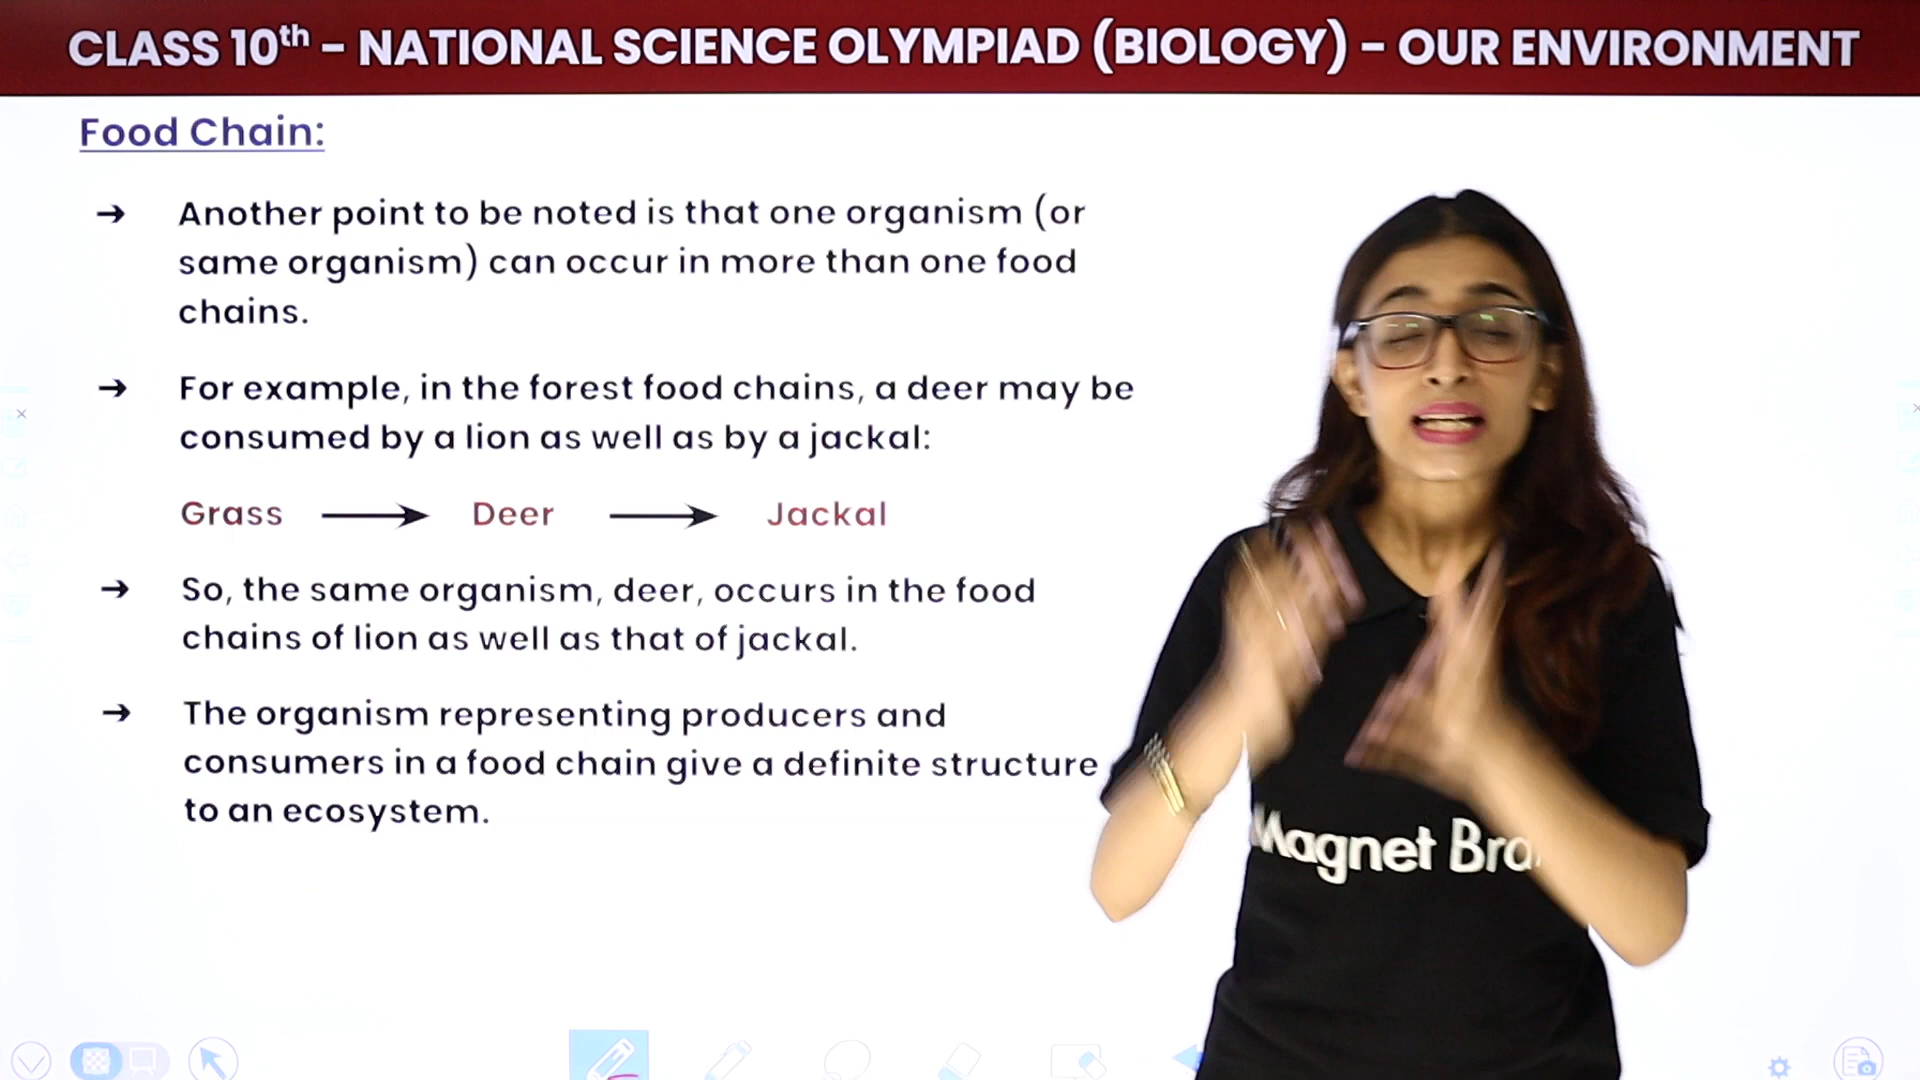 CLASS 10th – NATIONAL SCIENCE OLYMPIAD (BIOLOGY) – OUR ENVIRONMENT
Food Chain:
→ Another point to be noted is that one organism (or
same organism) can occur in more than one food
chains.
→ For example, in the forest food chains, a deer may be
consumed by a lion as well as by a jackal:
Grass → Deer → Jackal
→ So, the same organism, deer, occurs in the food
chains of lion as well as that of jackal.
→ The organism representing producers and
consumers in a food chain give a definite structure
to an ecosystem.
Magnet Bra